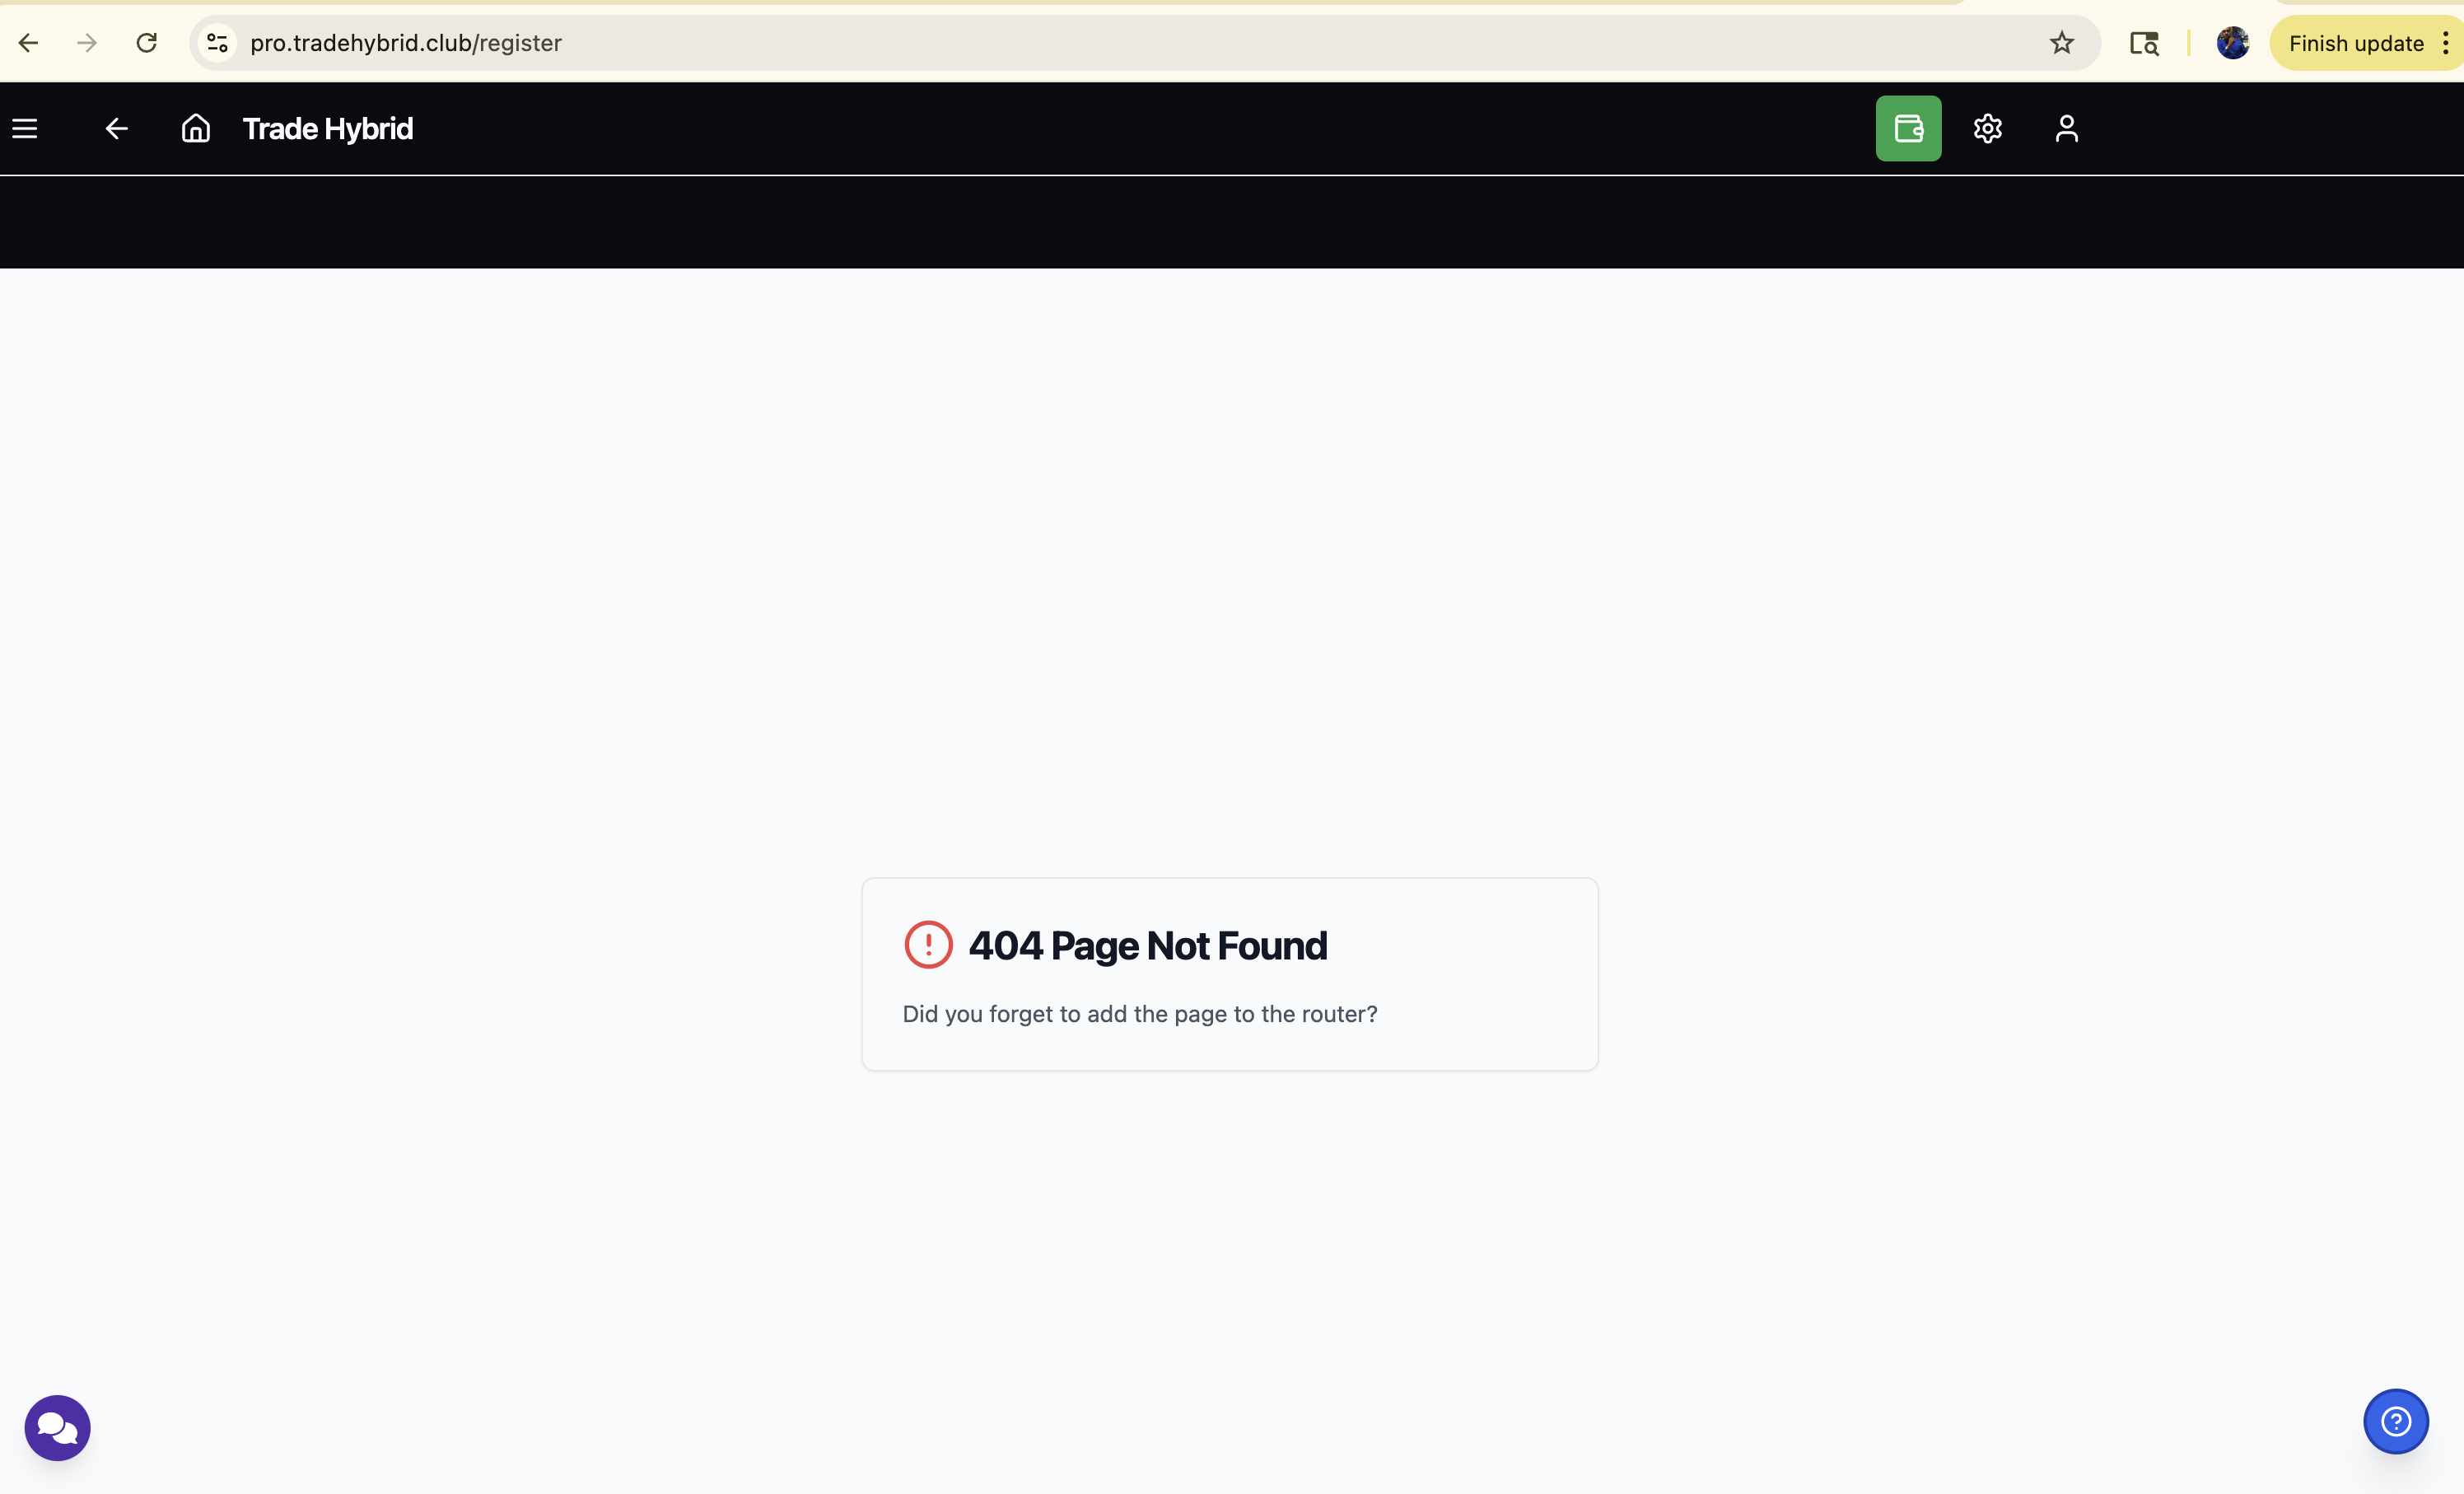 pro.tradehybrid.club/register
Finish update
Trade Hybrid
404 Page Not Found
Did you forget to add the page to the router?